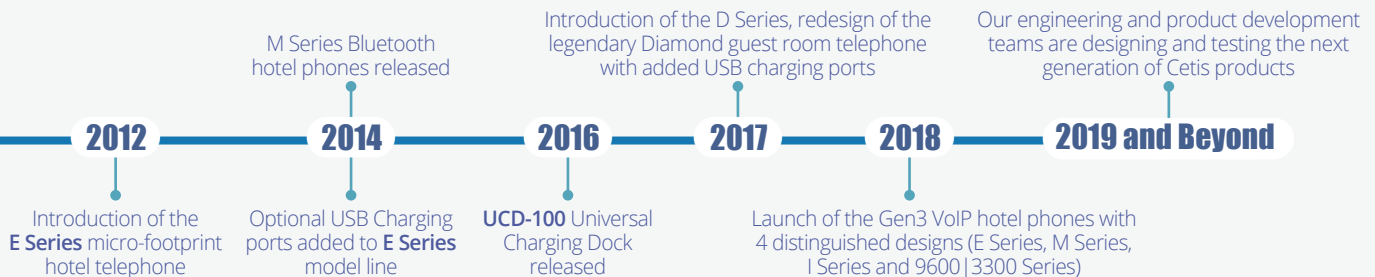 Introduction of the D Series, redesign of the
legendary Diamond guest room telephone
with added USB charging ports
Our engineering and product development
teams are designing and testing the next
generation of Cetis products
M Series Bluetooth
hotel phones released
2012
2014
2016
2017
2018
2019 and Beyond
Introduction of the
E Series micro-footprint
hotel telephone
Optional USB Charging
ports added to E Series
model line
UCD-100 Universal
Charging Dock
released
Launch of the Gen3 VoIP hotel phones with
4 distinguished designs (E Series, M Series,
I Series and 9600|3300 Series)